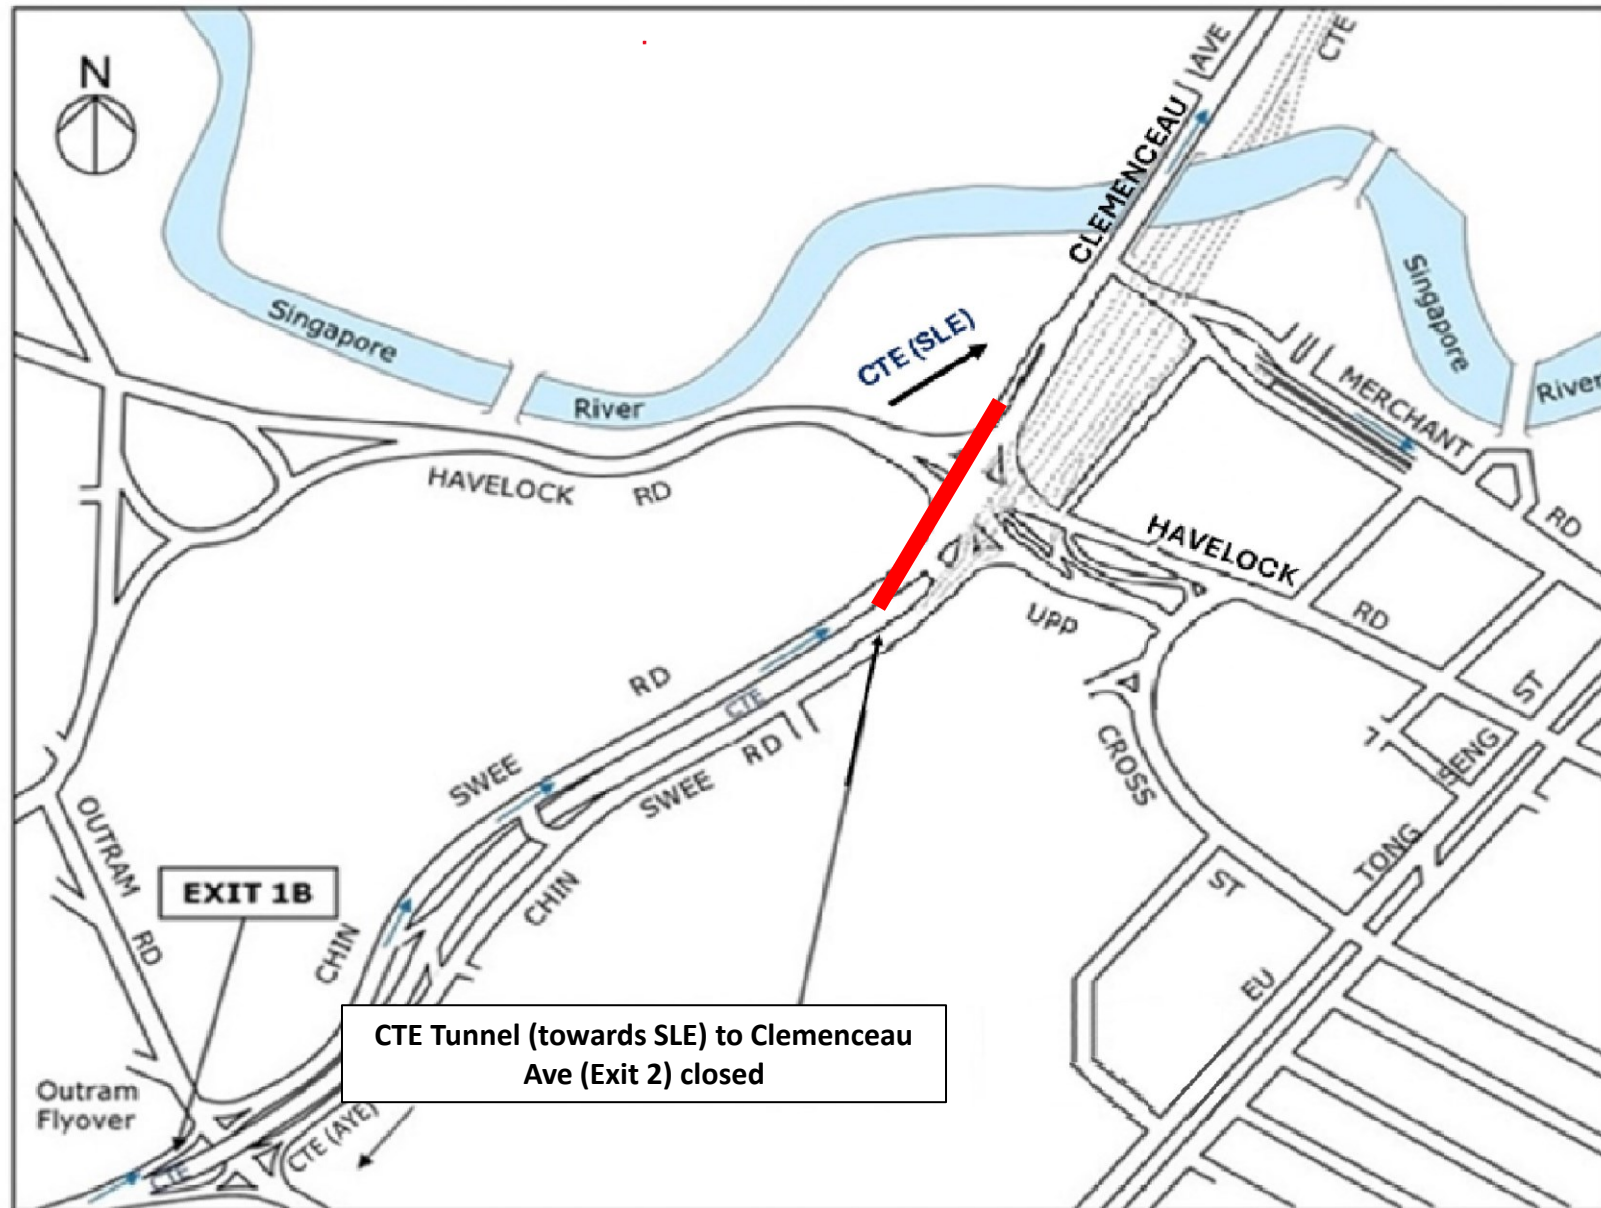 N
CLEMENCEAU
AVE
CTE
Singapore
River
CTE (SLE)
Singapore
River
MERCHANT
RD
HAVELOCK
RD
HAVELOCK
RD
UPP
CROSS
ST
ST
SENG
TONG
EU
RD
SWEE
CHIN
CTE
RD
SWEE
CHIN
OUTRAM
RD
EXIT 1B
CTE Tunnel (towards SLE) to Clemenceau
Ave (Exit 2) closed
Outram
Flyover
CTE
CTE (AYE)